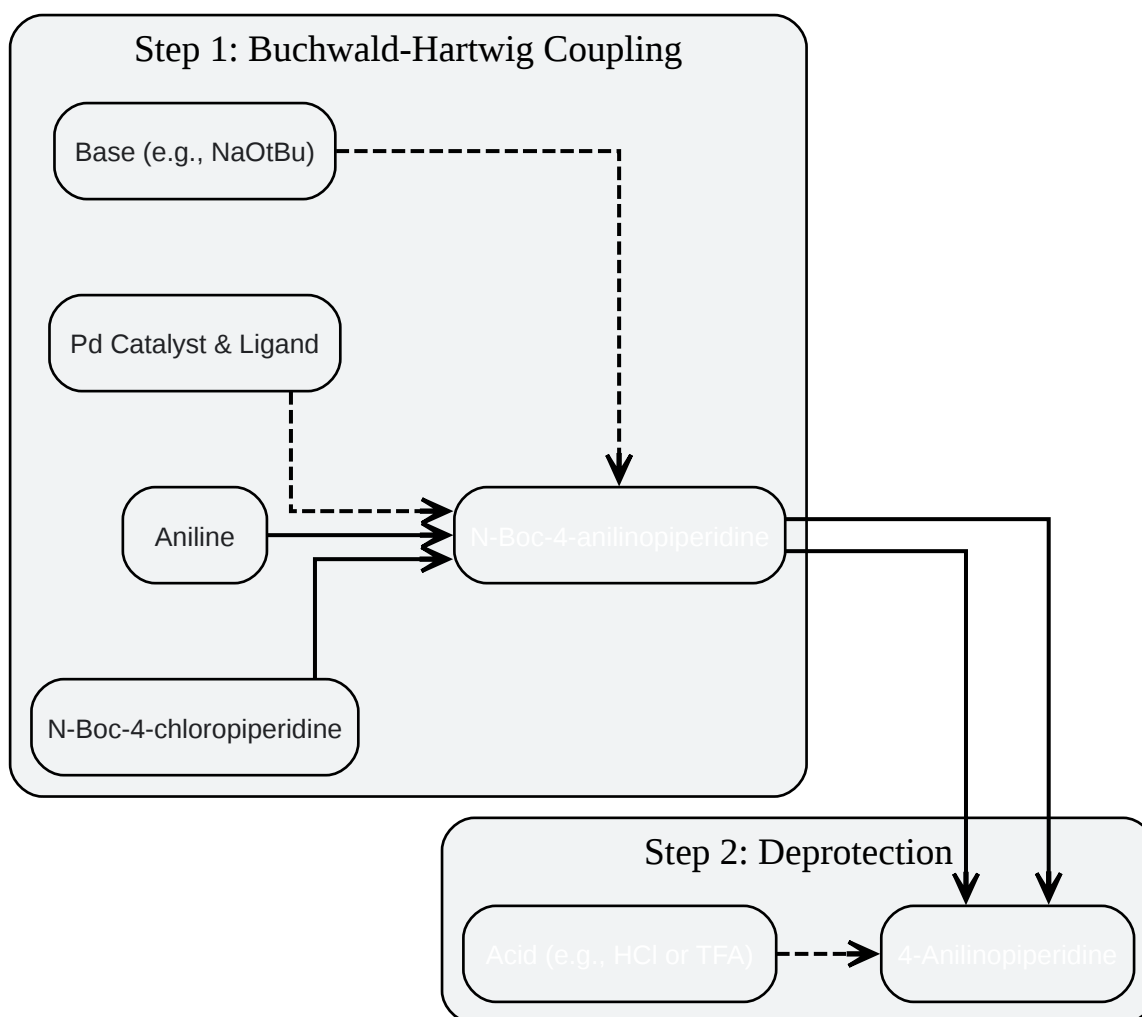 Step 1: Buchwald-Hartwig Coupling
Base (e.g., NaOtBu)
Pd Catalyst & Ligand
Aniline
N-Boc-4-anilinopiperidine
N-Boc-4-chloropiperidine
Step 2: Deprotection
Acid (e.g., HCl or TFA)
4-Anilinopiperidine